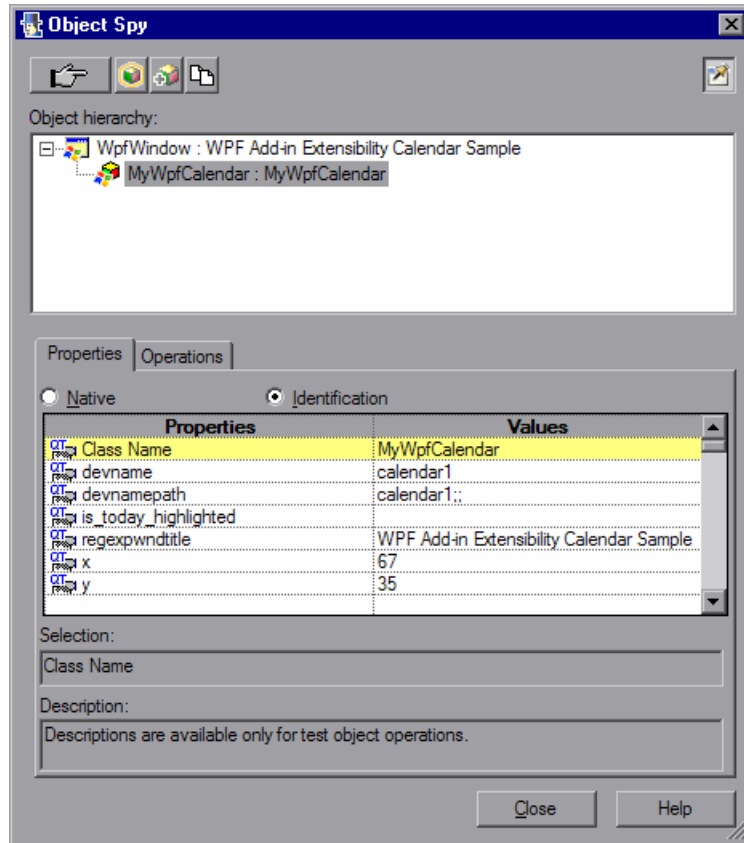 Object Spy
Object hierarchy:
WpfWindow : WPF Add-in Extensibility Calendar Sample
MyWpfCalendar : MyWpfCalendar
Properties Operations
Native Identification
Properties Values
Class Name MyWpfCalendar
devname calendar1
devnamepath calendar1;;
is_today_highlighted
regexpwndtitle WPF Add-in Extensibility Calendar Sample
x 67
y 35
Selection:
Class Name
Description:
Descriptions are available only for test object operations.
Close Help